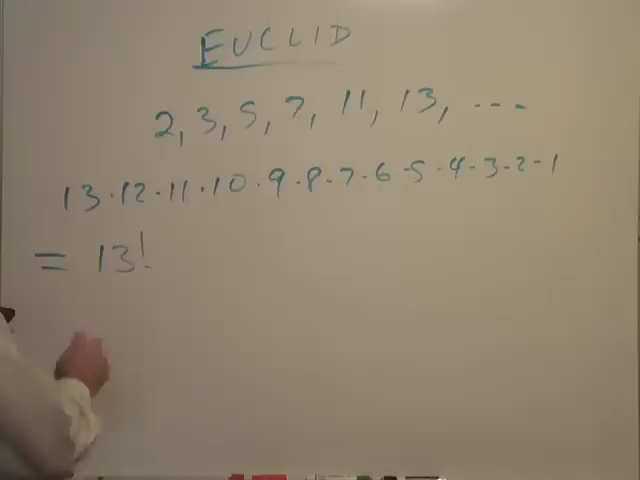 EUCLID
2, 3, 5, 7, 11, 13, ---
13·12·11·10·9·8·7·6·5·4·3·2·1
= 13!